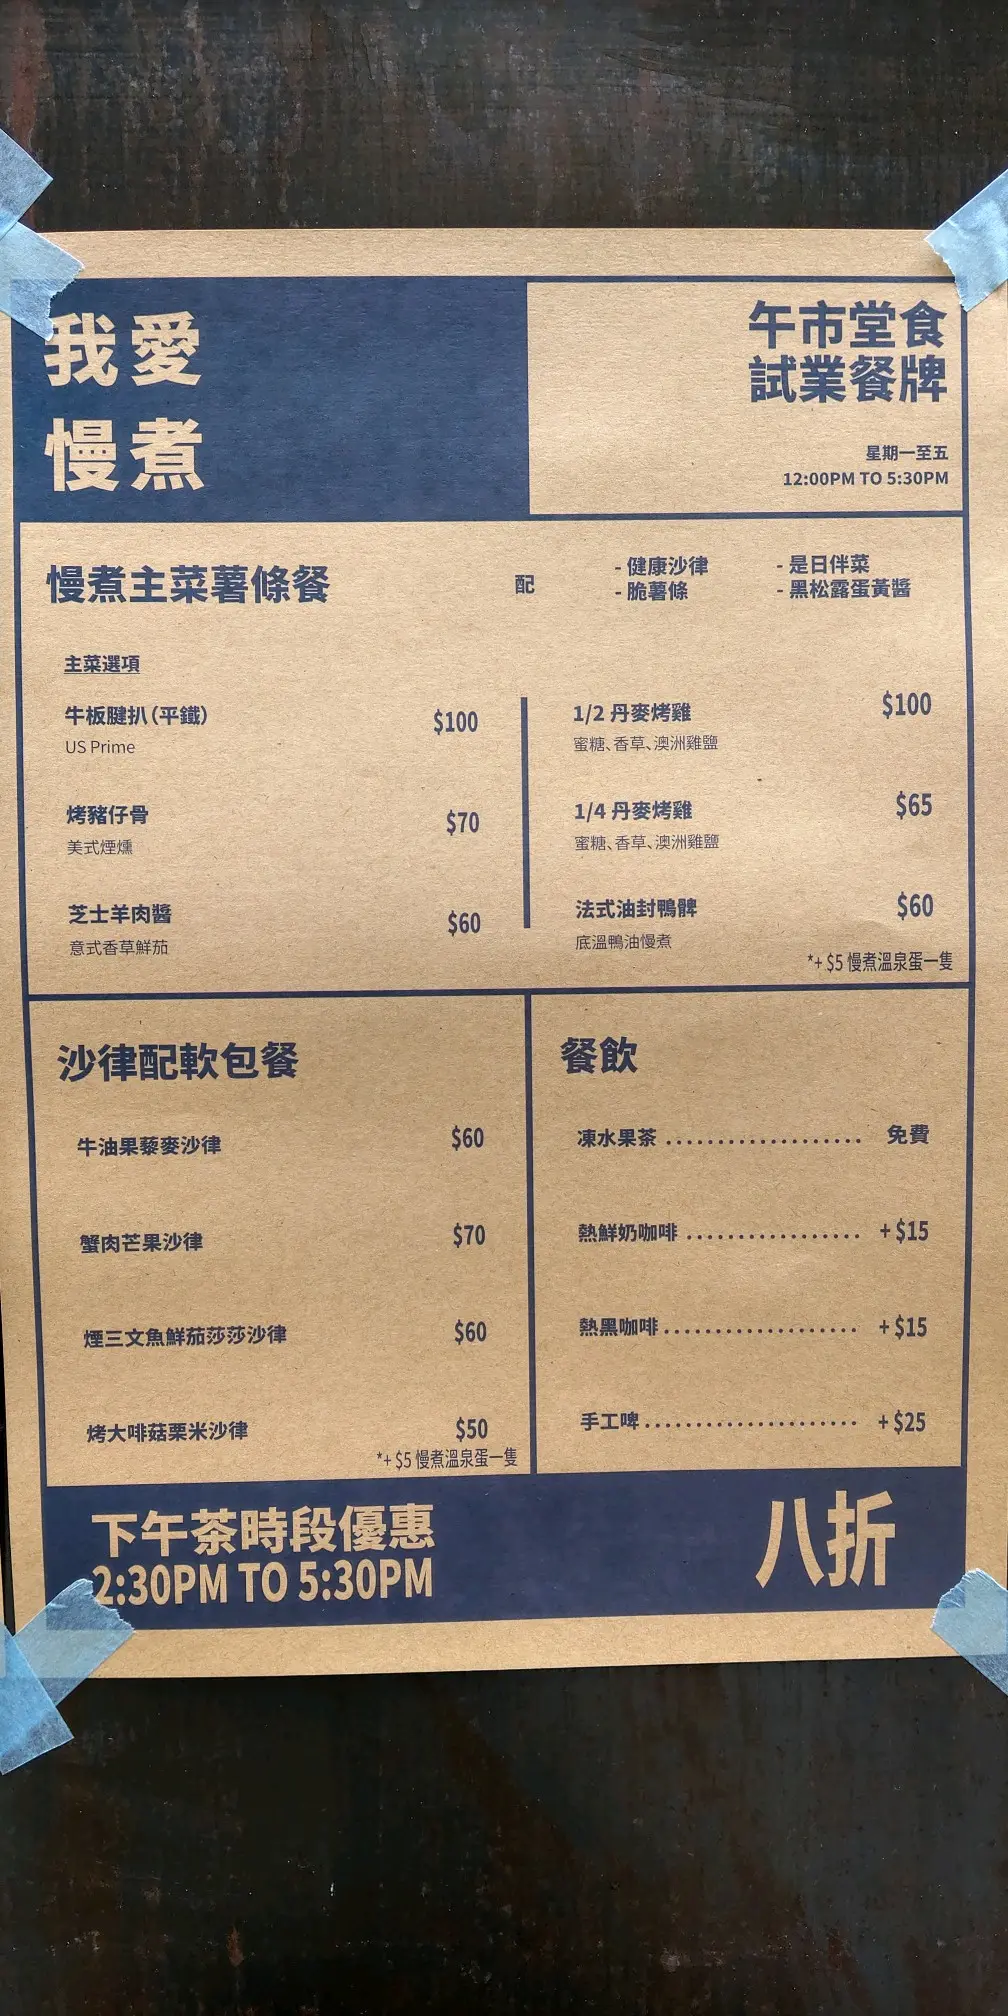 我愛
慢煮
午市堂食
試業餐牌
星期一至五
12:00PM TO 5:30PM
慢煮主菜薯條餐
配
- 健康沙律
- 脆薯條
- 是日伴菜
- 黑松露蛋黃醬
主菜選項
牛板腱扒(平鐵) $100
US Prime
烤豬仔骨 $70
美式煙燻
芝士羊肉醬 $60
意式香草鮮茄
1/2 丹麥烤雞 $100
蜜糖、香草、澳洲雞鹽
1/4 丹麥烤雞 $65
蜜糖、香草、澳洲雞鹽
法式油封鴨髀 $60
底溫鴨油慢煮
*+ $5 慢煮溫泉蛋一隻
沙律配軟包餐
牛油果藜麥沙律 $60
蟹肉芒果沙律 $70
煙三文魚鮮茄莎莎沙律 $60
烤大啡菇栗米沙律 $50
*+ $5 慢煮溫泉蛋一隻
餐飲
凍水果茶 ................... 免費
熱鮮奶咖啡 ................. + $15
熱黑咖啡 ................... + $15
手工啤 ..................... + $25
下午茶時段優惠
2:30PM TO 5:30PM
八折